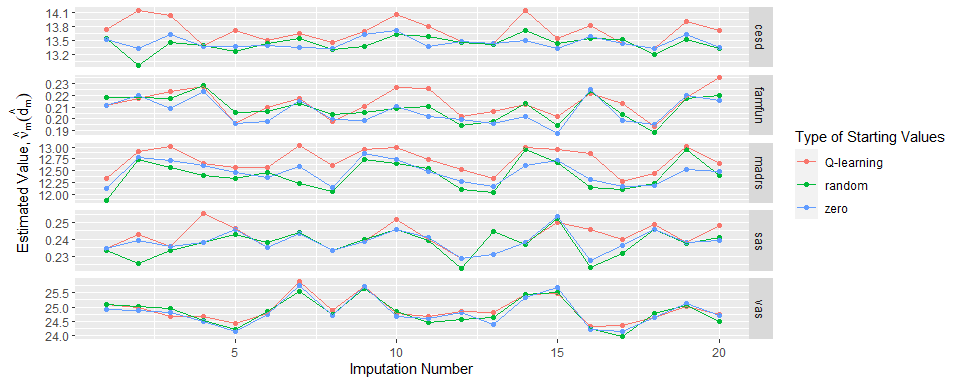 14.1
13.8
13.5
13.2
cesd
0.23
0.22
0.21
0.20
0.19
farmfun
13.00
12.75
12.50
12.25
12.00
madrs
0.25
0.24
0.23
sas
25.5
25.0
24.5
24.0
vas
5
10
15
20
Imputation Number
Estimated Value, ν̂m(d̂m)
Type of Starting Values
Q-learning
random
zero